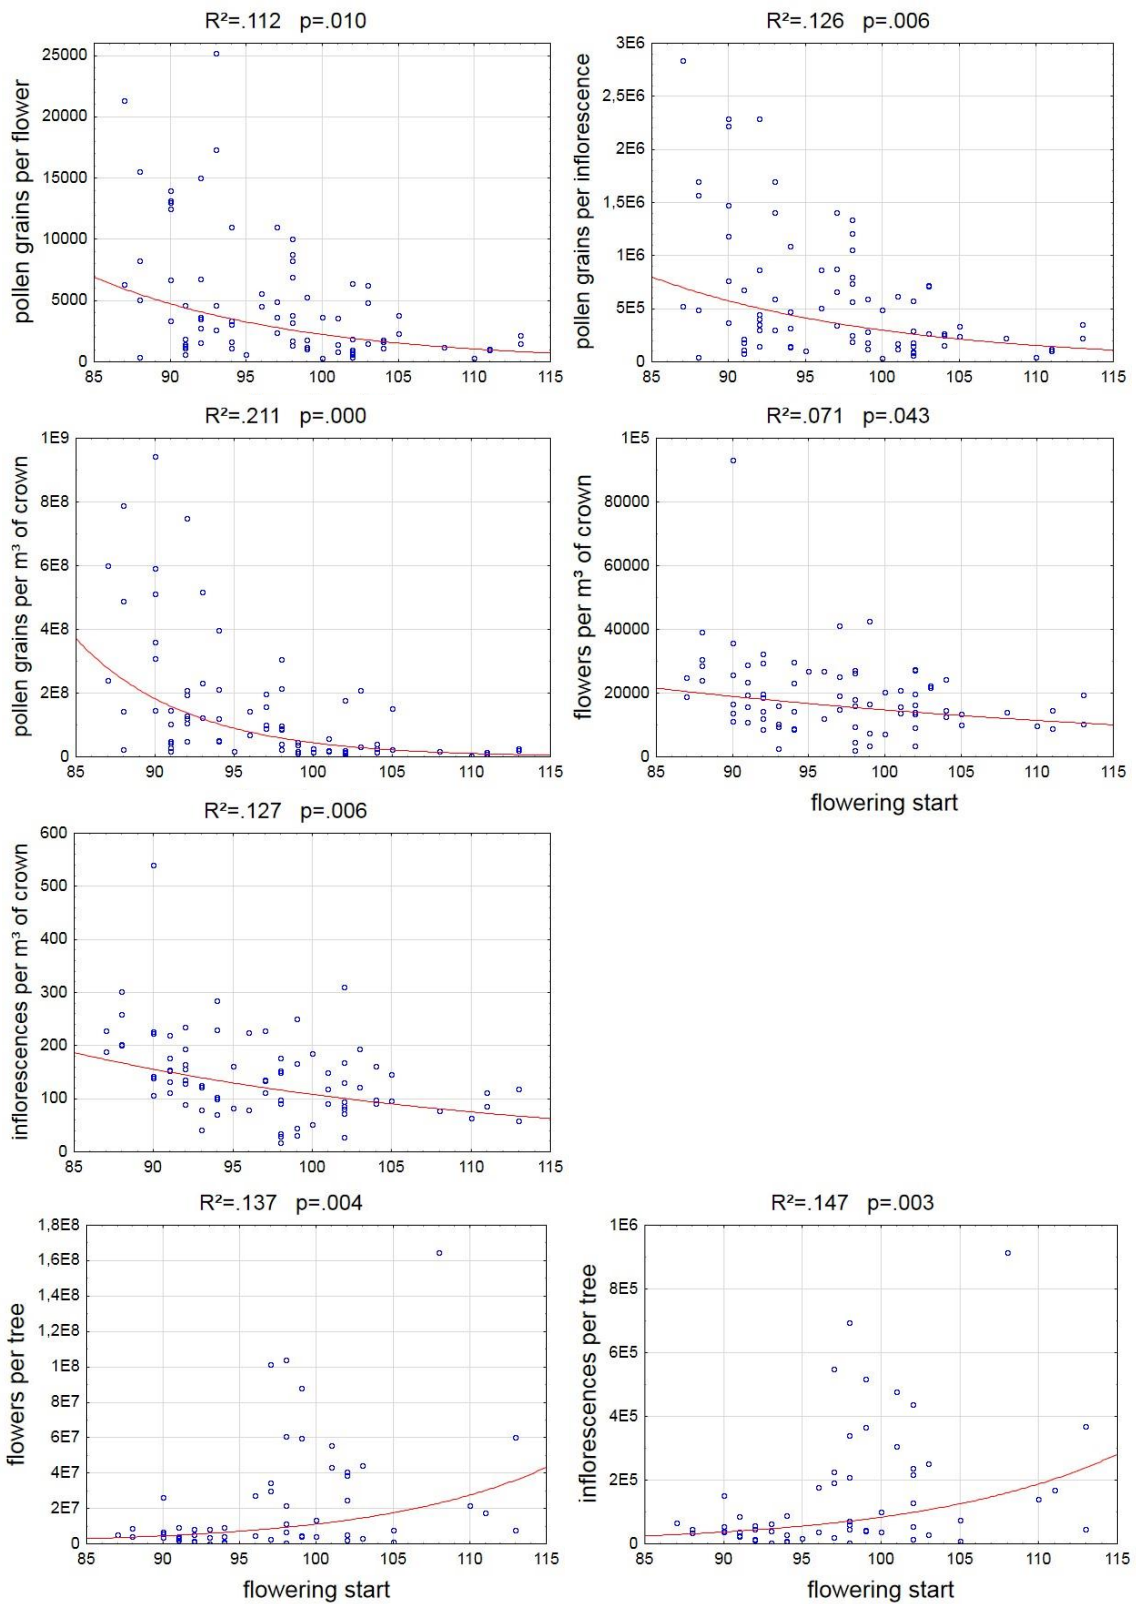 R²=.112 p=.010
pollen grains per flower
25000
20000
15000
10000
5000
0
85 90 95 100 105 110 115
R²=.126 p=.006
pollen grains per inflorescence
3E6
2,5E6
2E6
1,5E6
1E6
5E5
0
85 90 95 100 105 110 115
R²=.211 p=.000
pollen grains per m³ of crown
1E9
8E8
6E8
4E8
2E8
0
85 90 95 100 105 110 115
R²=.071 p=.043
flowers per m³ of crown
1E5
80000
60000
40000
20000
0
85 90 95 100 105 110 115
flowering start
R²=.127 p=.006
inflorescences per m³ of crown
600
500
400
300
200
100
0
85 90 95 100 105 110 115
R²=.137 p=.004
flowers per tree
1,8E8
1,6E8
1,4E8
1,2E8
1E8
8E7
6E7
4E7
2E7
0
85 90 95 100 105 110 115
flowering start
R²=.147 p=.003
inflorescences per tree
1E6
8E5
6E5
4E5
2E5
0
85 90 95 100 105 110 115
flowering start